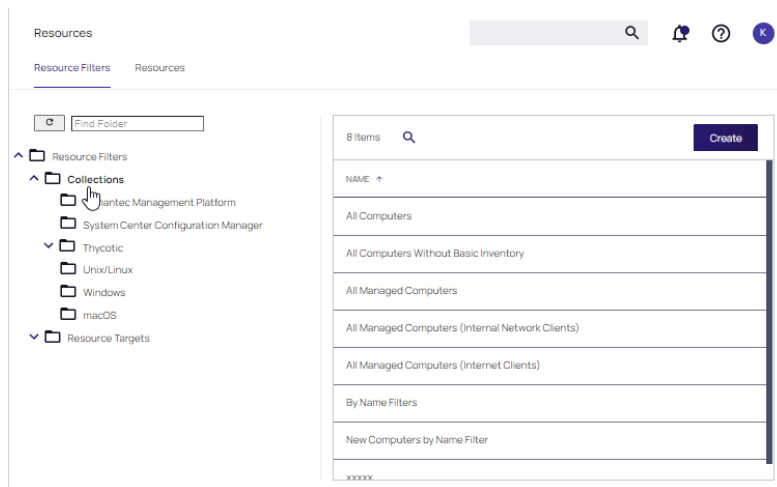 Resources
K
Resource Filters Resources
Find Folder
Resource Filters
Collections
antec Management Platform
System Center Configuration Manager
Thycotic
Unix/Linux
Windows
macOS
Resource Targets
8 Items
Create
NAME
All Computers
All Computers Without Basic Inventory
All Managed Computers
All Managed Computers (Internal Network Clients)
All Managed Computers (Internet Clients)
By Name Filters
New Computers by Name Filter
xxxxx